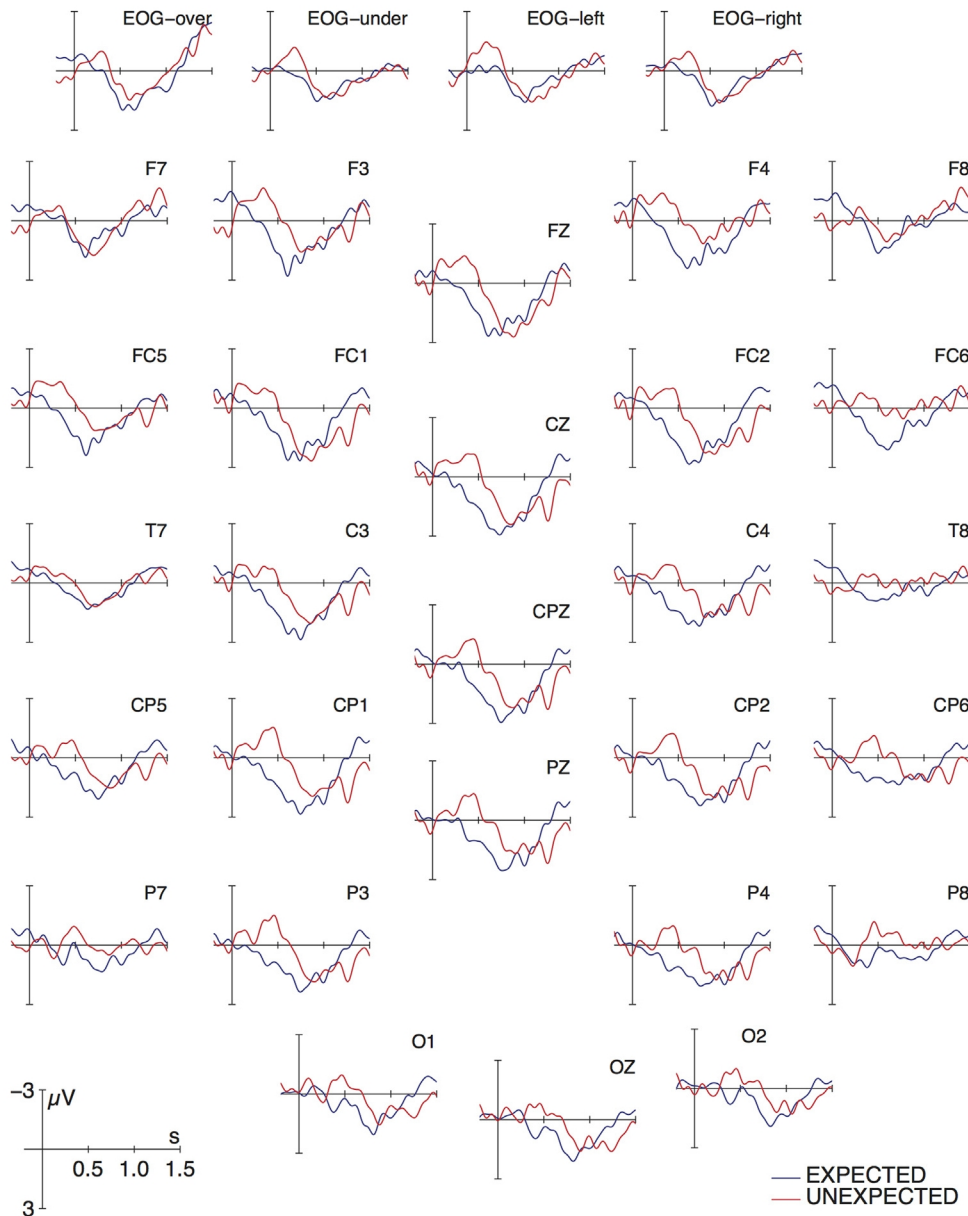 EOG–over EOG–under EOG–left EOG–right
F7 F3 F4 F8
FZ
FC5 FC1 FC2 FC6
CZ
T7 C3 C4 T8
CPZ
CP5 CP1 CP2 CP6
PZ
P7 P3 P4 P8
O1 O2
OZ
–3 µV
s
0.5 1.0 1.5
3
EXPECTED
UNEXPECTED